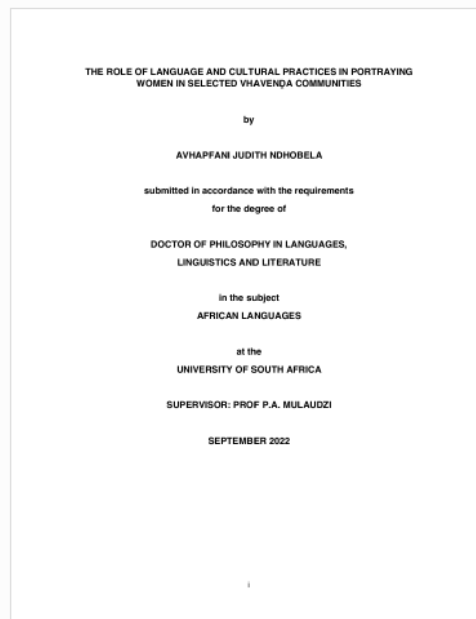 THE ROLE OF LANGUAGE AND CULTURAL PRACTICES IN PORTRAYING
WOMEN IN SELECTED VHAVENḒA COMMUNITIES
by
AVHAPFANI JUDITH NDHOBELA
submitted in accordance with the requirements
for the degree of
DOCTOR OF PHILOSOPHY IN LANGUAGES,
LINGUISTICS AND LITERATURE
in the subject
AFRICAN LANGUAGES
at the
UNIVERSITY OF SOUTH AFRICA
SUPERVISOR: PROF P.A. MULAUDZI
SEPTEMBER 2022
i